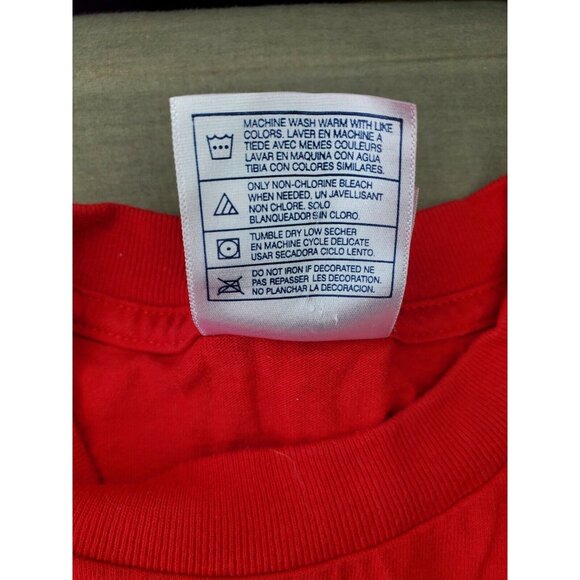 MACHINE WASH WARM WITH LIKE
COLORS. LAVER EN MACHINE A
TIEDE AVEC MEMES COULEURS
LAVAR EN MAQUINA CON AGUA
TIBIA CON COLORES SIMILARES.
ONLY NON-CHLORINE BLEACH
WHEN NEEDED, UN JAVELLISANT
NON CHLORE. SOLO
BLANQUEADOR SIN CLORO.
TUMBLE DRY LOW SECHER
EN MACHINE CYCLE DELICATE
USAR SECADORA CICLO LENTO.
DO NOT IRON IF DECORATED NE
PAS REPASSER LES DECORATION.
NO PLANCHAR LA DECORACION.